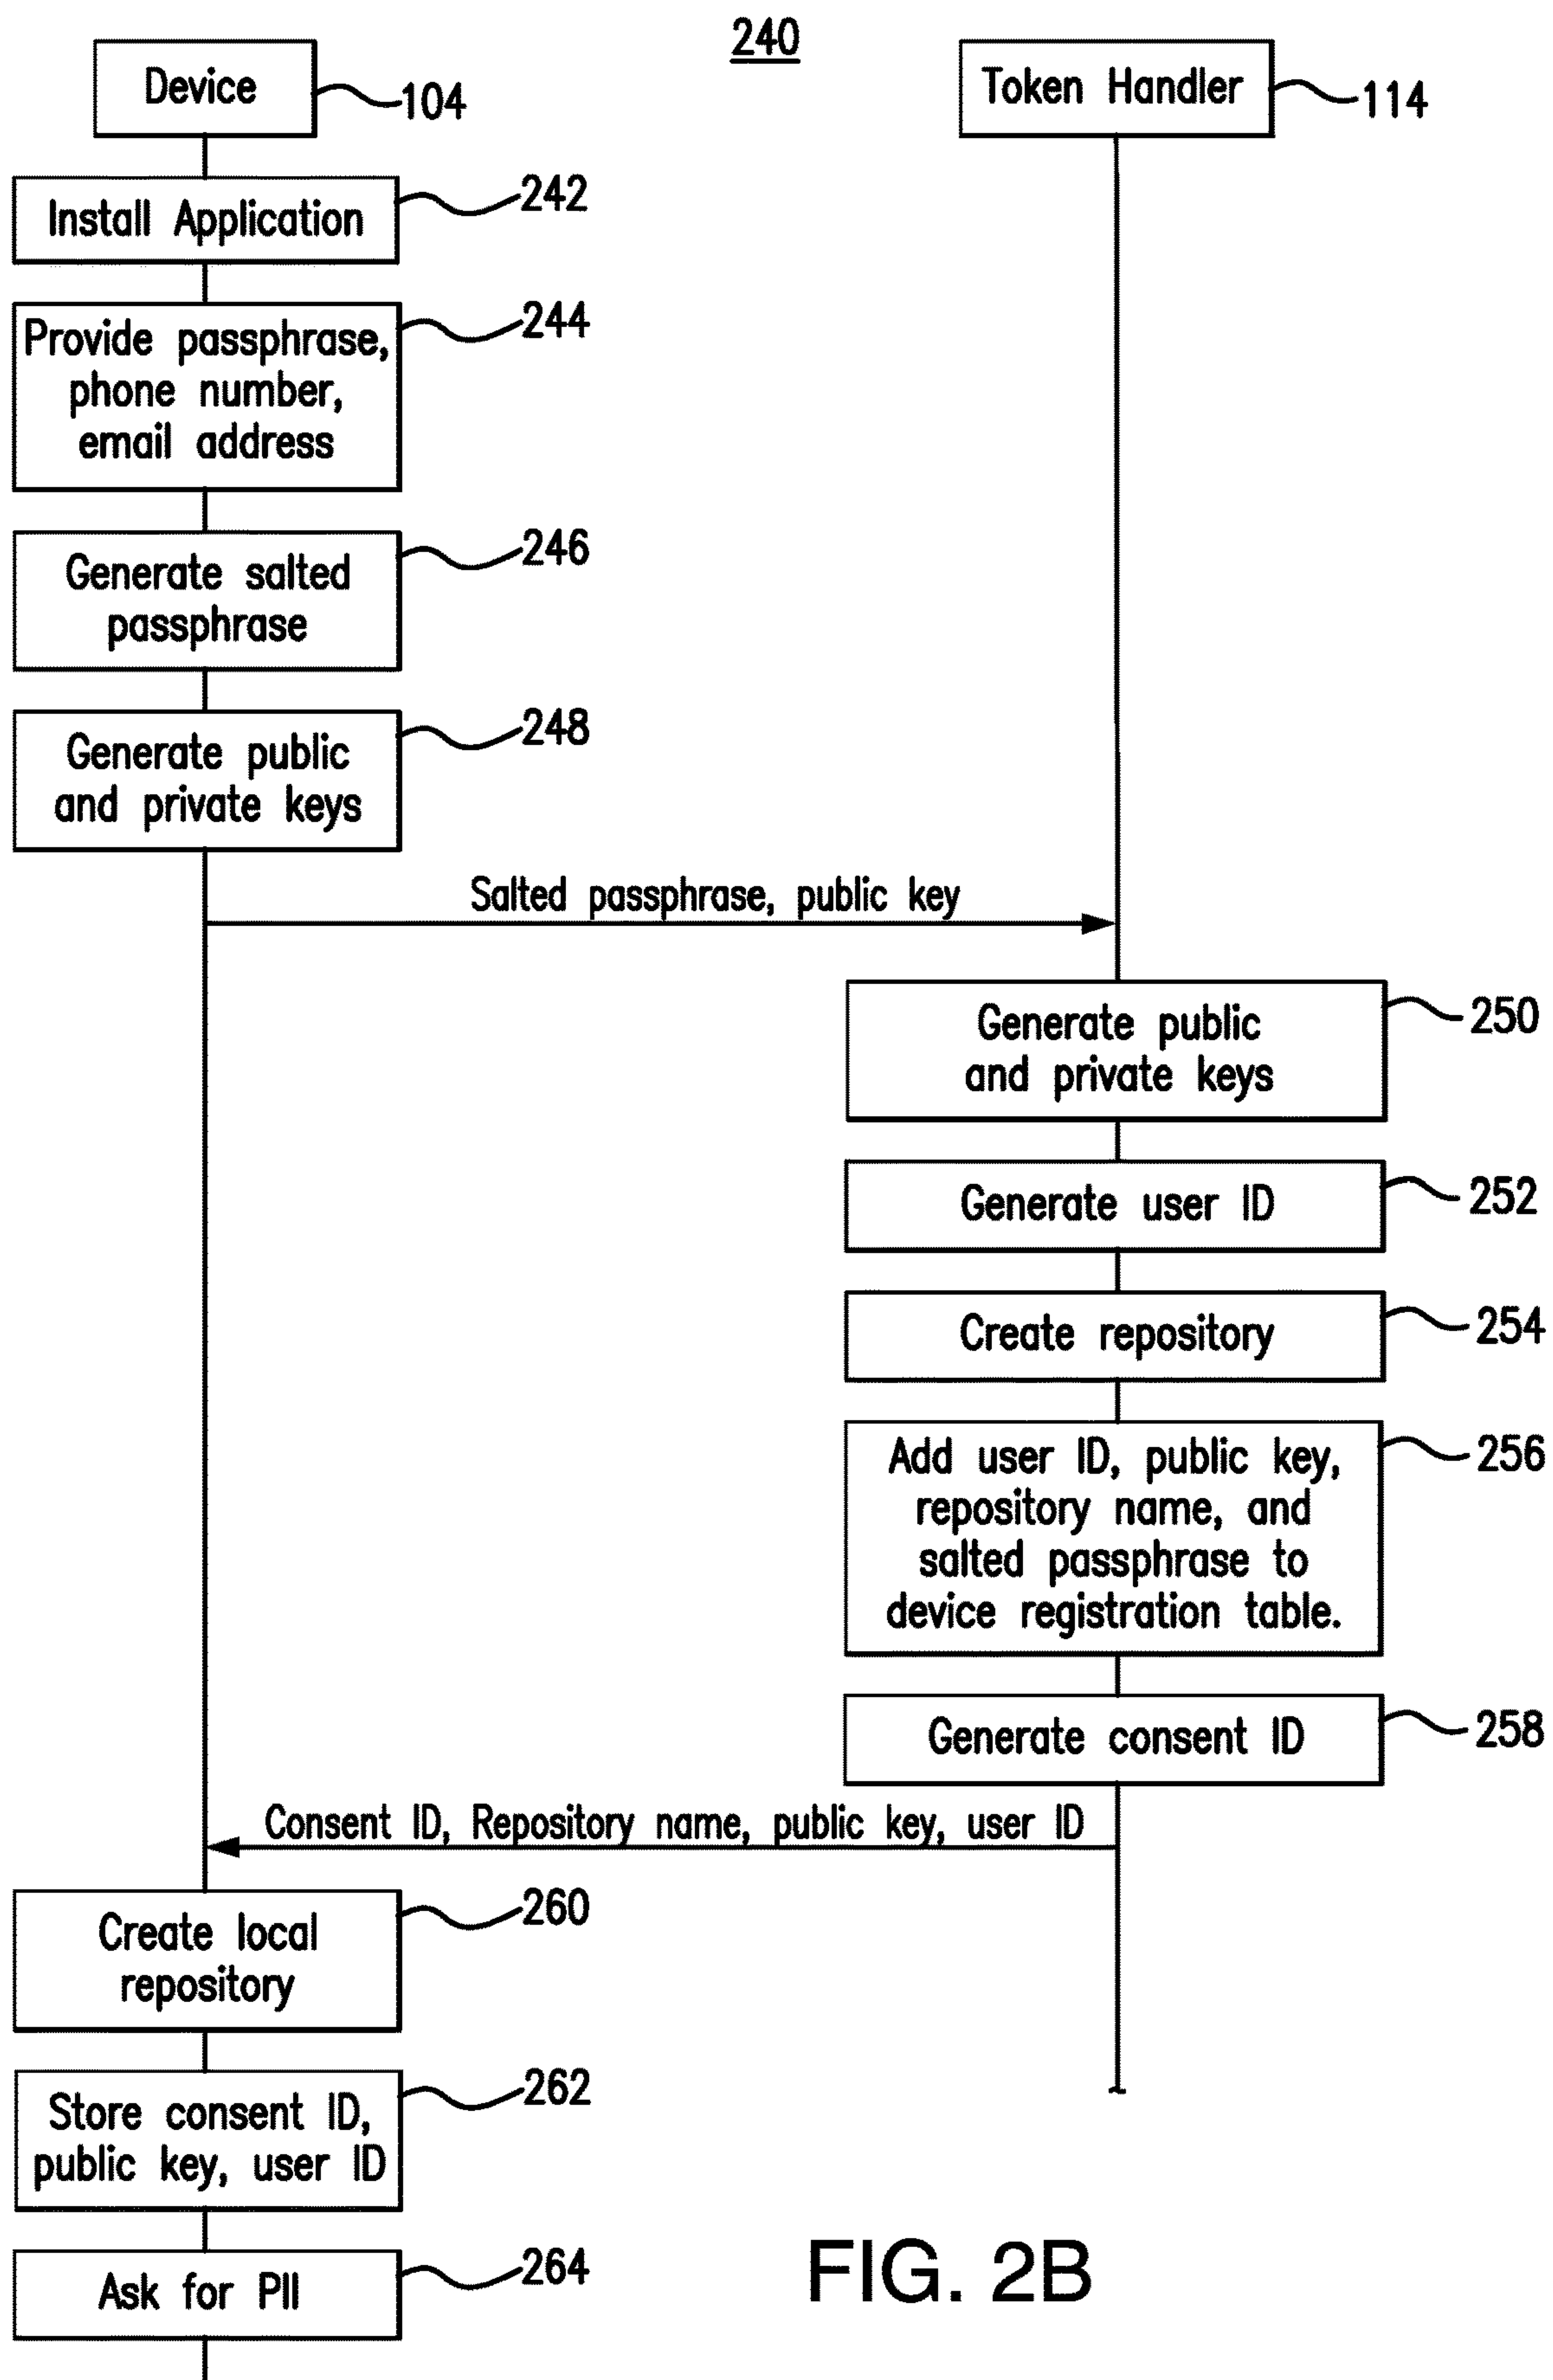 240
Device
104
Token Handler
114
Install Application
242
Provide passphrase,
phone number,
email address
244
Generate salted
passphrase
246
Generate public
and private keys
248
Salted passphrase, public key
Generate public
and private keys
250
Generate user ID
252
Create repository
254
Add user ID, public key,
repository name, and
salted passphrase to
device registration table.
256
Generate consent ID
258
Consent ID, Repository name, public key, user ID
Create local
repository
260
Store consent ID,
public key, user ID
262
Ask for PII
264
FIG. 2B